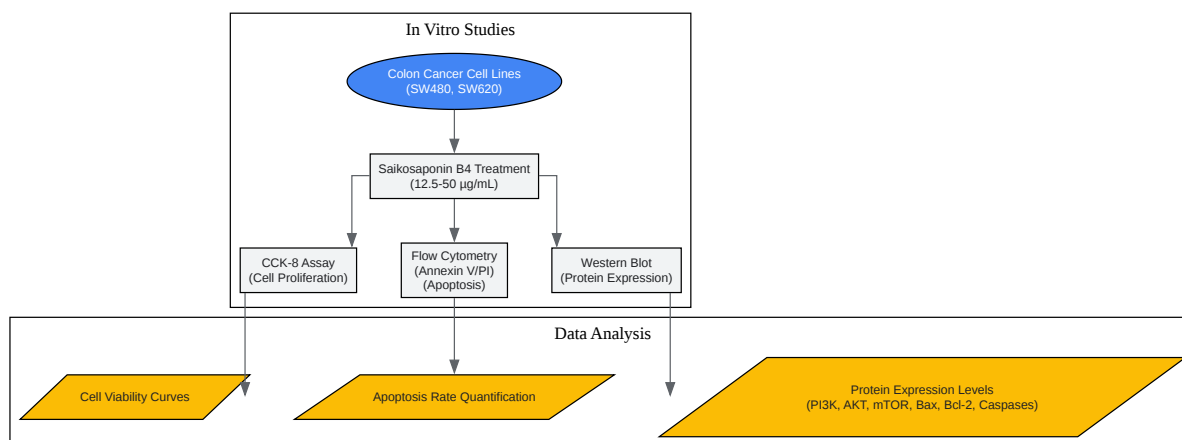 In Vitro Studies
Colon Cancer Cell Lines
(SW480, SW620)
Saikosaponin B4 Treatment
(12.5-50 µg/mL)
CCK-8 Assay
(Cell Proliferation)
Flow Cytometry
(Annexin V/PI)
(Apoptosis)
Western Blot
(Protein Expression)
Data Analysis
Cell Viability Curves
Apoptosis Rate Quantification
Protein Expression Levels
(PI3K, AKT, mTOR, Bax, Bcl-2, Caspases)